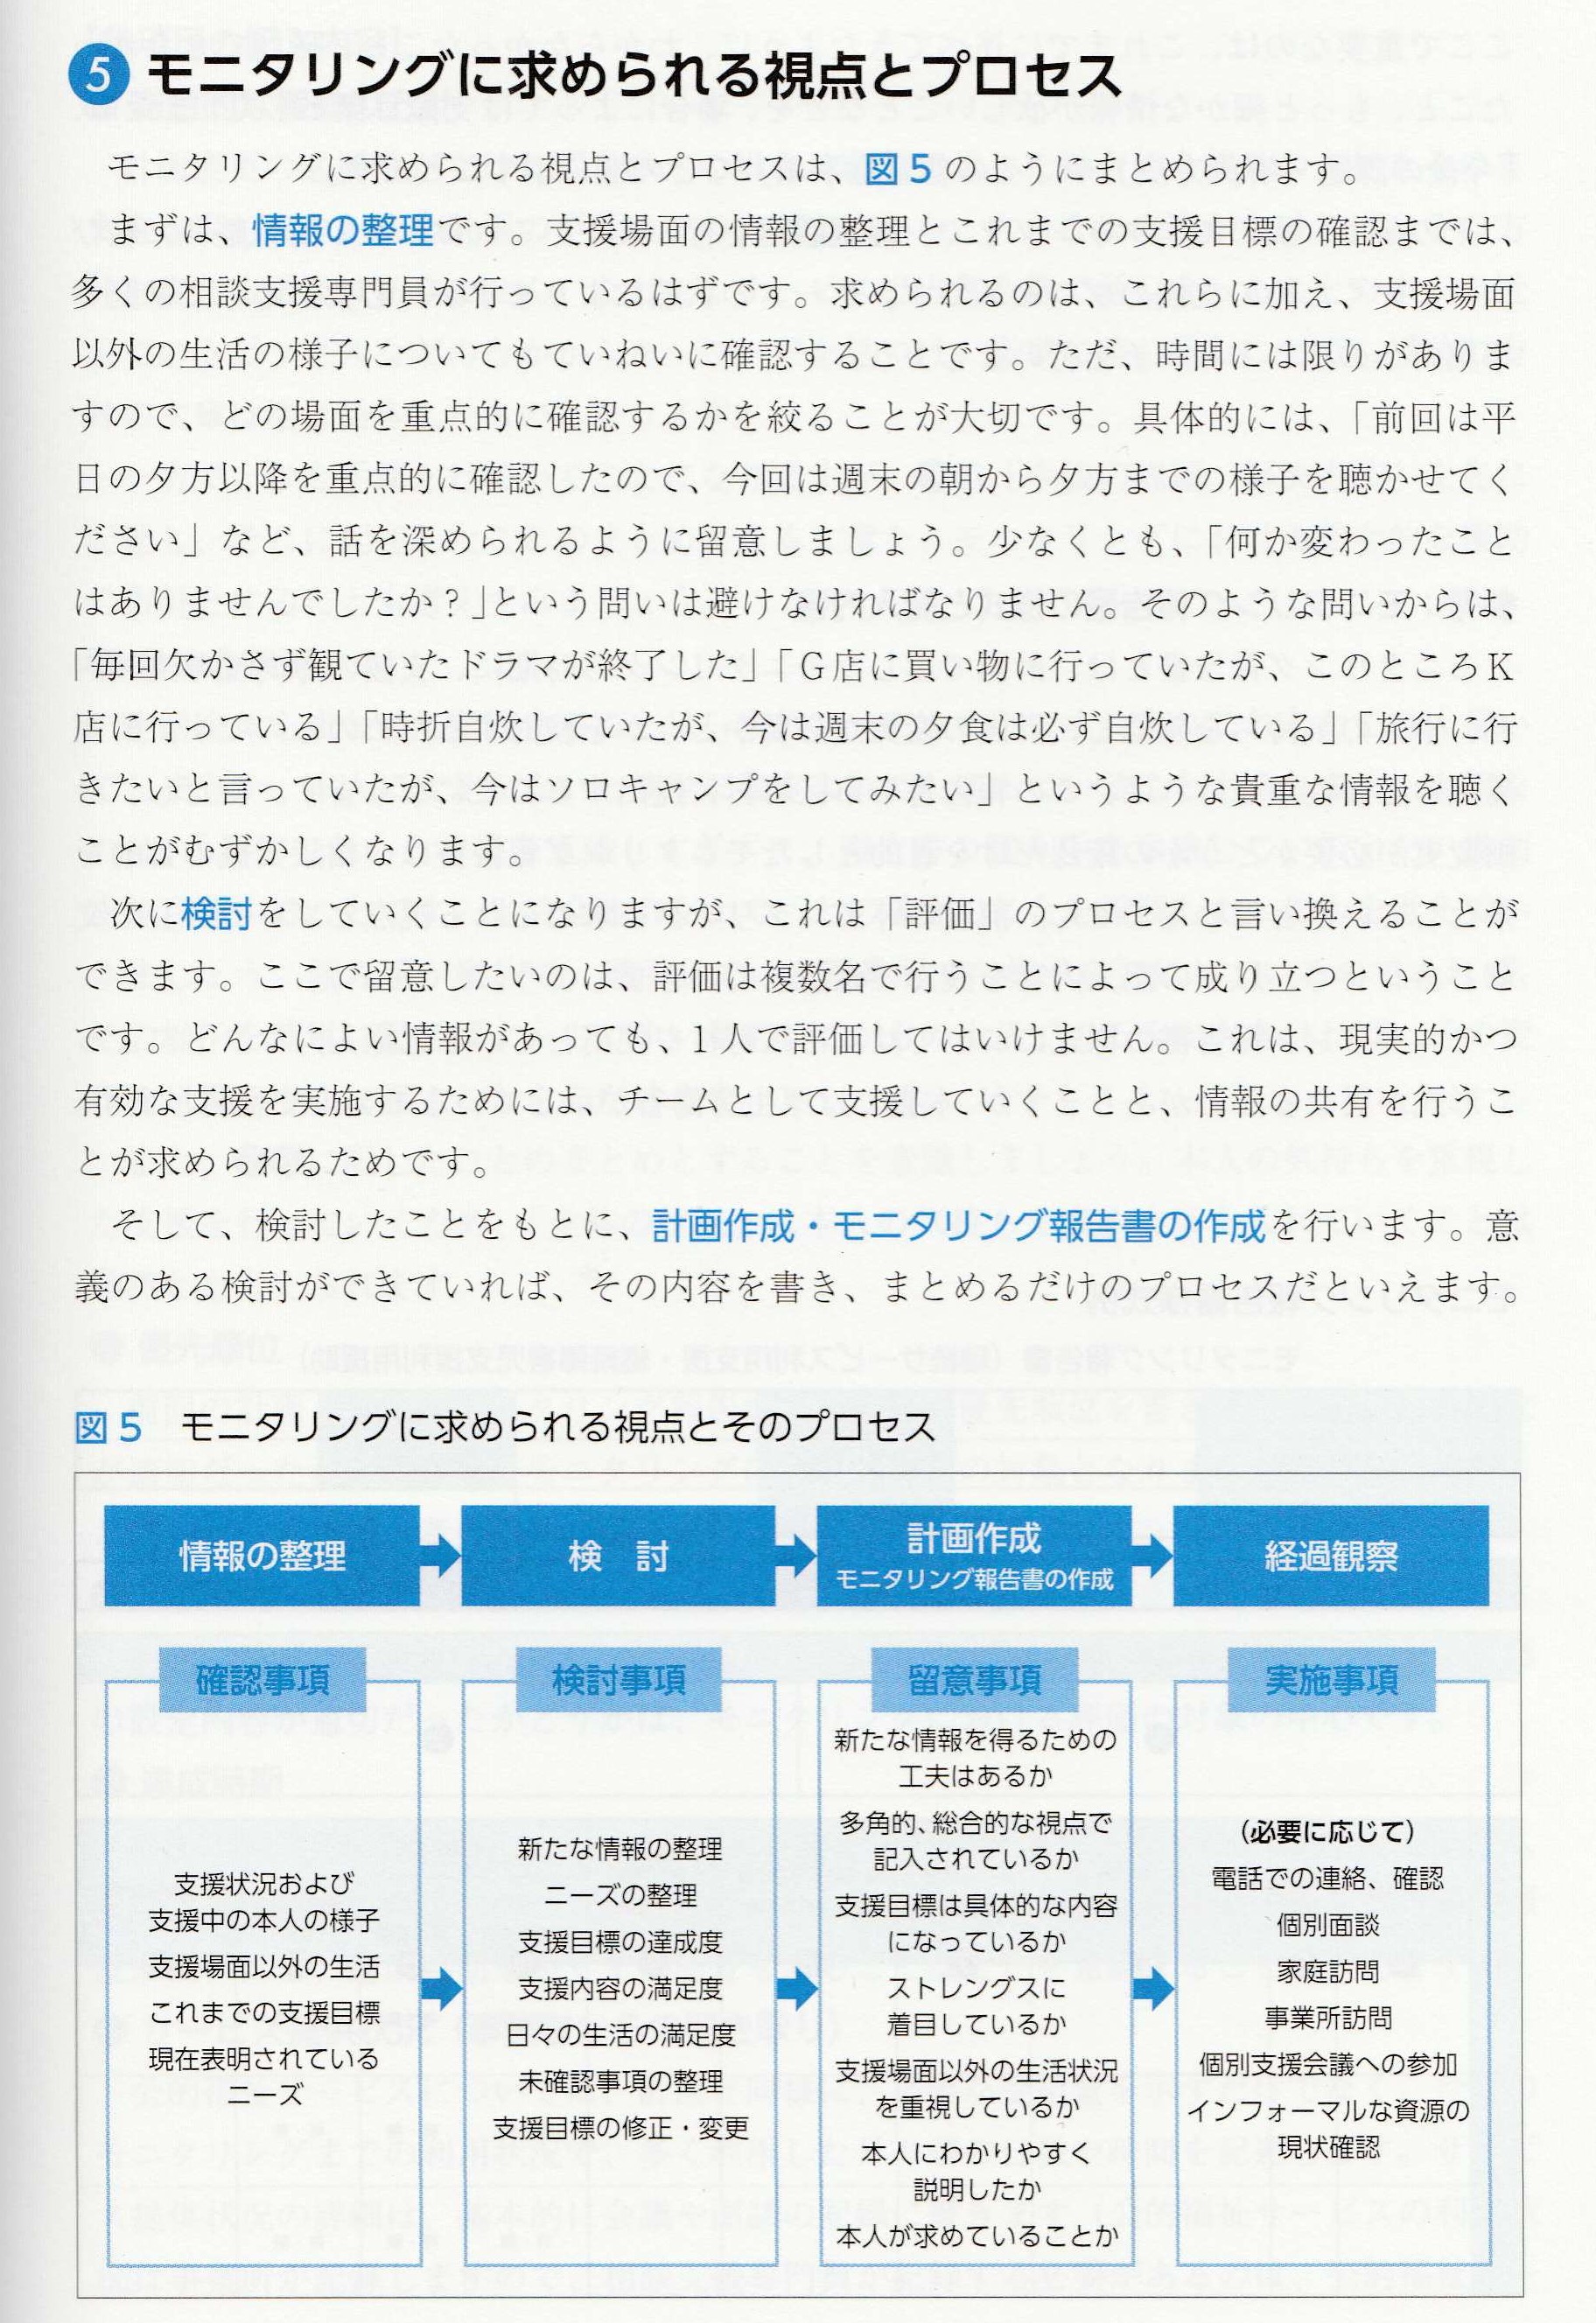 5 モニタリングに求められる視点とプロセス
モニタリングに求められる視点とプロセスは、図5のようにまとめられます。
まずは、情報の整理です。支援場面の情報の整理とこれまでの支援目標の確認までは、
多くの相談支援専門員が行っているはずです。求められるのは、これらに加え、支援場面
以外の生活の様子についてもていねいに確認することです。ただ、時間には限りがありま
すので、どの場面を重点的に確認するかを絞ることが大切です。具体的には、「前回は平
日の夕方以降を重点的に確認したので、今回は週末の朝から夕方までの様子を聴かせてく
ださい」など、話を深められるように留意しましょう。少なくとも、「何か変わったこと
はありませんでしたか？」という問いは避けなければなりません。そのような問いからは、
「毎回欠かさず観ていたドラマが終了した」「G店に買い物に行っていたが、このところK
店に行っている」「時折自炊していたが、今は週末の夕食は必ず自炊している」「旅行に行
きたいと言っていたが、今はソロキャンプをしてみたい」というような貴重な情報を聴く
ことがむずかしくなります。
次に検討をしていくことになりますが、これは「評価」のプロセスと言い換えることが
できます。ここで留意したいのは、評価は複数名で行うことによって成り立つということ
です。どんなによい情報があっても、1人で評価してはいけません。これは、現実的かつ
有効な支援を実施するためには、チームとして支援していくことと、情報の共有を行うこ
とが求められるためです。
そして、検討したことをもとに、計画作成・モニタリング報告書の作成を行います。意
義のある検討ができていれば、その内容を書き、まとめるだけのプロセスだといえます。
図5 モニタリングに求められる視点とそのプロセス
情報の整理
検 討
計画作成
モニタリング報告書の作成
経過観察
確認事項
支援状況および
支援中の本人の様子
支援場面以外の生活
これまでの支援目標
現在表明されている
ニーズ
検討事項
新たな情報の整理
ニーズの整理
支援目標の達成度
支援内容の満足度
日々の生活の満足度
未確認事項の整理
支援目標の修正・変更
留意事項
新たな情報を得るための
工夫はあるか
多角的、総合的な視点で
記入されているか
支援目標は具体的な内容
になっているか
ストレングスに
着目しているか
支援場面以外の生活状況
を重視しているか
本人にわかりやすく
説明したか
本人が求めていることか
実施事項
（必要に応じて）
電話での連絡、確認
個別面談
家庭訪問
事業所訪問
個別支援会議への参加
インフォーマルな資源の
現状確認